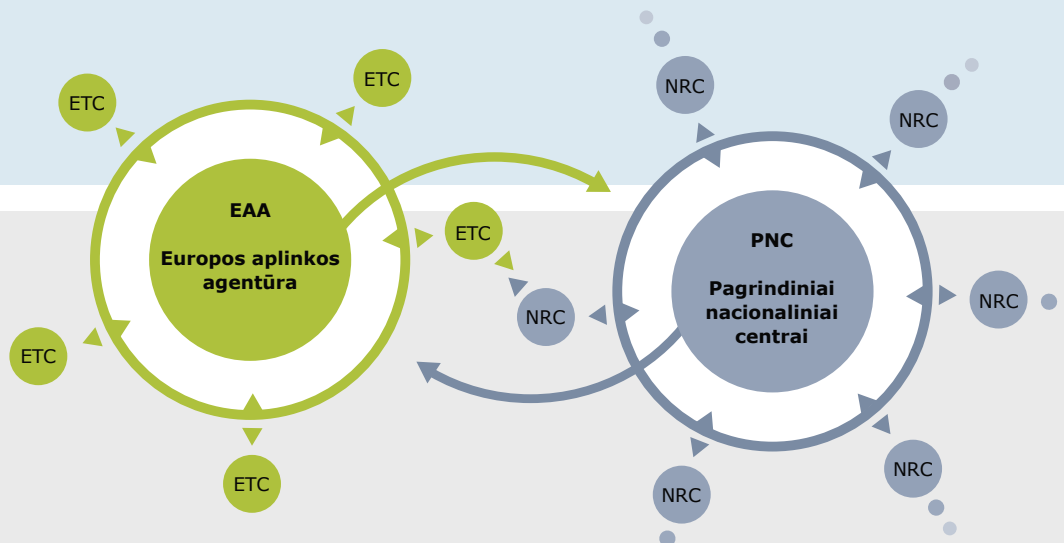 ETC
ETC
NRC
NRC
EAA
Europos aplinkos
agentūra
ETC
PNC
Pagrindiniai
nacionaliniai
centrai
NRC
NRC
ETC
ETC
NRC
NRC